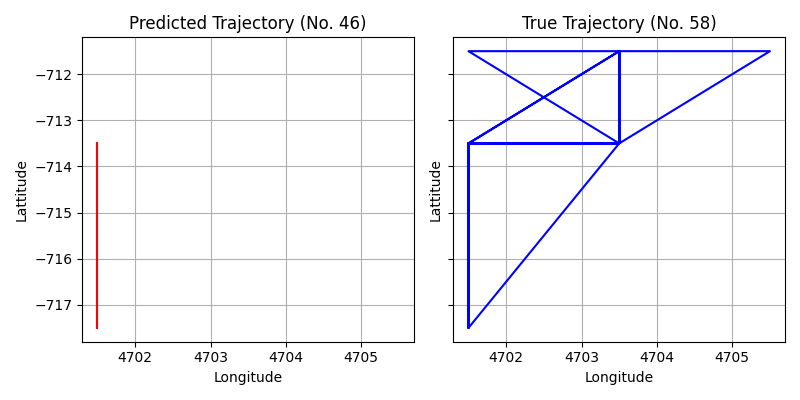 Predicted Trajectory (No. 46)
True Trajectory (No. 58)
−712
−713
−714
−715
−716
−717
Lattitude
Lattitude
4702 4703 4704 4705
4702 4703 4704 4705
Longitude
Longitude